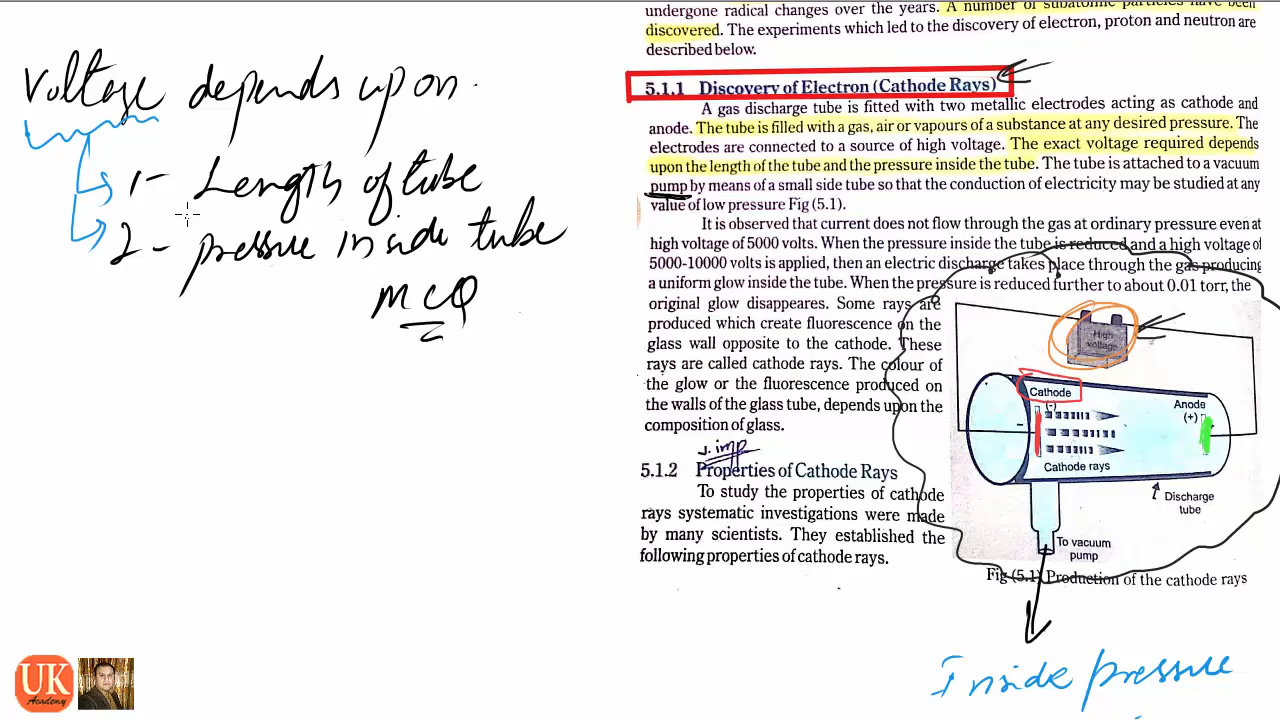 Voltage depends upon.
1- Length of tube
2- pressure inside tube
MCQ
undergone radical changes over the years. A number of subatomic particles have been
discovered. The experiments which led to the discovery of electron, proton and neutron are
described below.
5.1.1 Discovery of Electron (Cathode Rays)
A gas discharge tube is fitted with two metallic electrodes acting as cathode and
anode. The tube is filled with a gas, air or vapours of a substance at any desired pressure. The
electrodes are connected to a source of high voltage. The exact voltage required depends
upon the length of the tube and the pressure inside the tube. The tube is attached to a vacuum
pump by means of a small side tube so that the conduction of electricity may be studied at any
value of low pressure Fig (5.1).
It is observed that current does not flow through the gas at ordinary pressure even at
high voltage of 5000 volts. When the pressure inside the tube is reduced and a high voltage of
5000-10000 volts is applied, then an electric discharge takes place through the gas producing
a uniform glow inside the tube. When the pressure is reduced further to about 0.01 torr, the
original glow disappears. Some rays are
produced which create fluorescence on the
glass wall opposite to the cathode. These
rays are called cathode rays. The colour of
the glow or the fluorescence produced on
the walls of the glass tube, depends upon the
composition of glass.
imp
5.1.2 Properties of Cathode Rays
To study the properties of cathode
rays systematic investigations were made
by many scientists. They established the
following properties of cathode rays.
High
voltage
Cathode
(-)
Anode
(+)
-
Cathode rays
Discharge
tube
To vacuum
pump
Fig (5.1) Production of the cathode rays
Inside pressure
UK
Academy